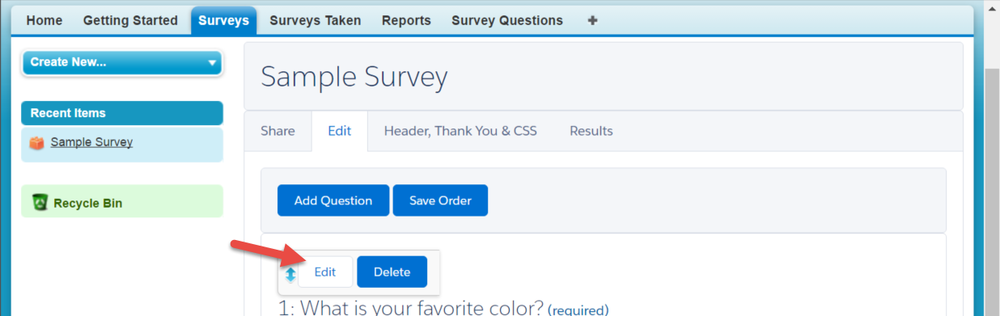 Home Getting Started Surveys Surveys Taken Reports Survey Questions
Create New...
Recent Items
Sample Survey
Recycle Bin
Sample Survey
Share Edit Header, Thank You & CSS Results
Add Question Save Order
Edit Delete
1: What is your favorite color? (required)